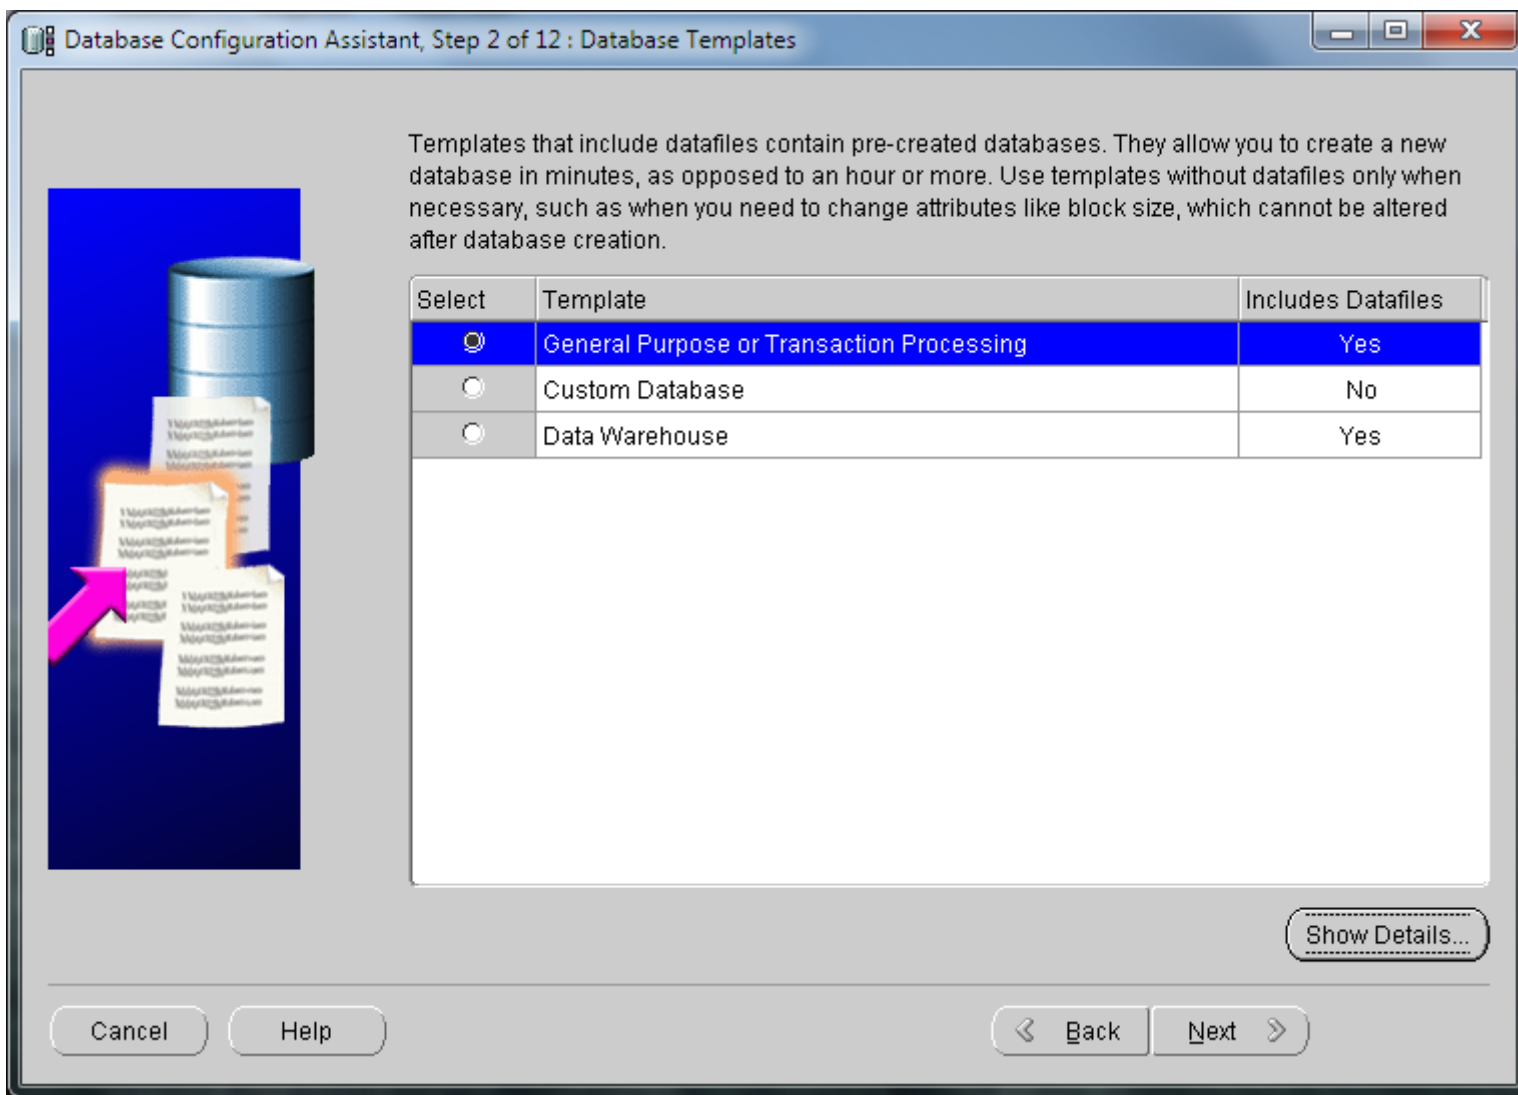 Database Configuration Assistant, Step 2 of 12 : Database Templates
Templates that include datafiles contain pre-created databases. They allow you to create a new
database in minutes, as opposed to an hour or more. Use templates without datafiles only when
necessary, such as when you need to change attributes like block size, which cannot be altered
after database creation.
Select Template Includes Datafiles
General Purpose or Transaction Processing Yes
Custom Database No
Data Warehouse Yes
Show Details...
Cancel Help Back Next